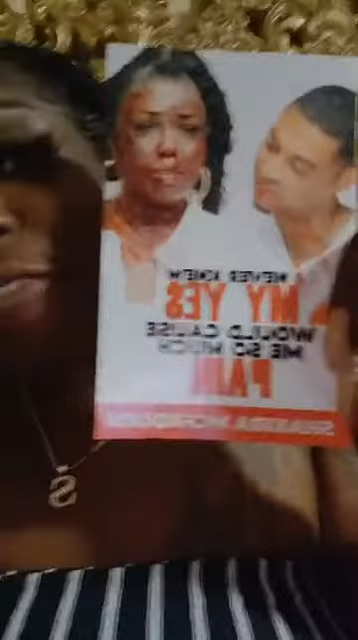 I NEVER KNEW
MY YES
WOULD CAUSE
ME SO MUCH
PAIN
S